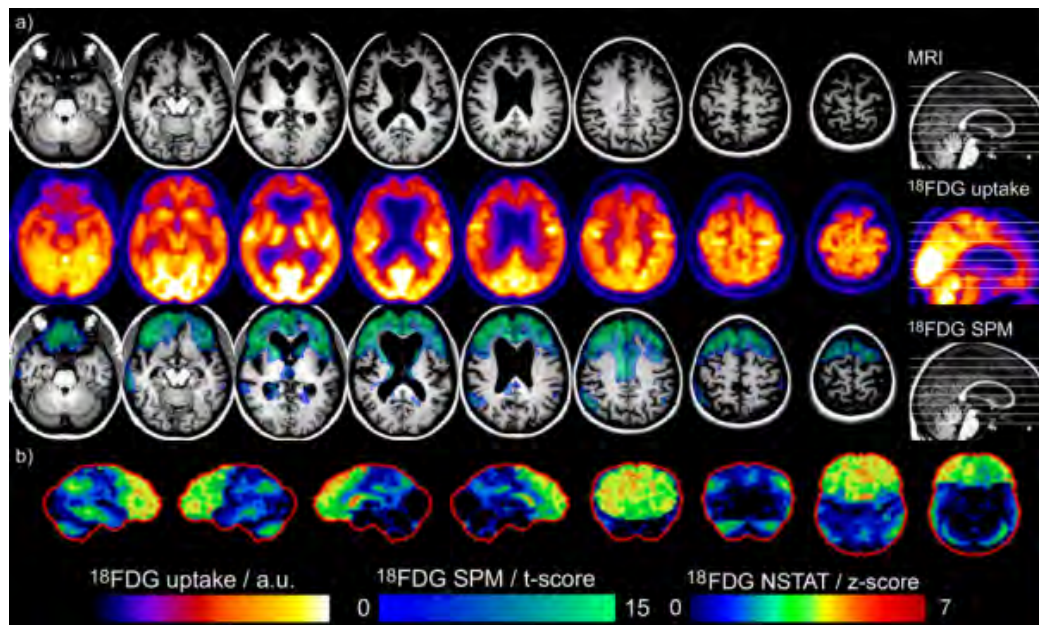 a)
MRI
¹⁸FDG uptake
¹⁸FDG SPM
b)
¹⁸FDG uptake / a.u.
¹⁸FDG SPM / t-score
¹⁸FDG NSTAT / z-score
0
15
0
7